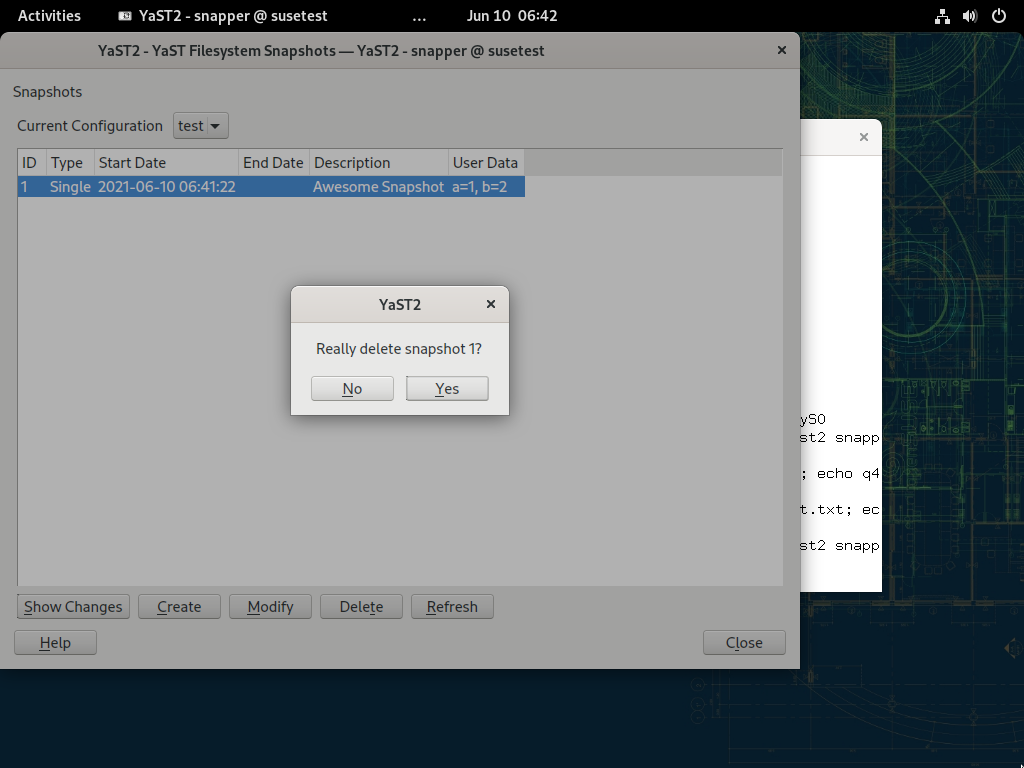 Activities YaST2 - snapper @ susetest ... Jun 10 06:42
YaST2 - YaST Filesystem Snapshots — YaST2 - snapper @ susetest
Snapshots
Current Configuration test
ID Type Start Date End Date Description User Data
1 Single 2021-06-10 06:41:22 Awesome Snapshot a=1, b=2
YaST2
Really delete snapshot 1?
No Yes
ySO
st2 snapp
; echo q4
t.txt; ec
st2 snapp
Show Changes Create Modify Delete Refresh
Help Close